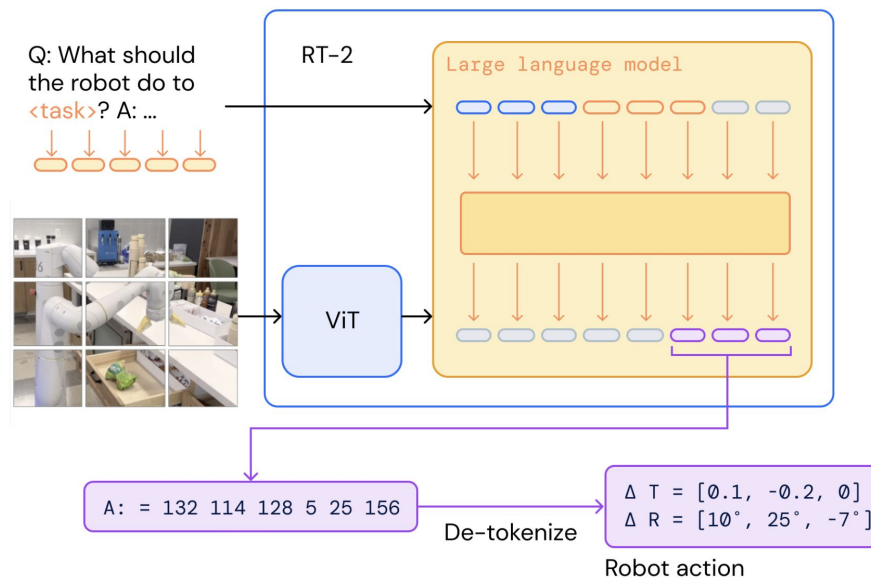 Q: What should
the robot do to
<task>? A: ...
RT-2
Large language model
ViT
A: = 132 114 128 5 25 156
De-tokenize
Δ T = [0.1, -0.2, 0]
Δ R = [10°, 25°, -7°]
Robot action